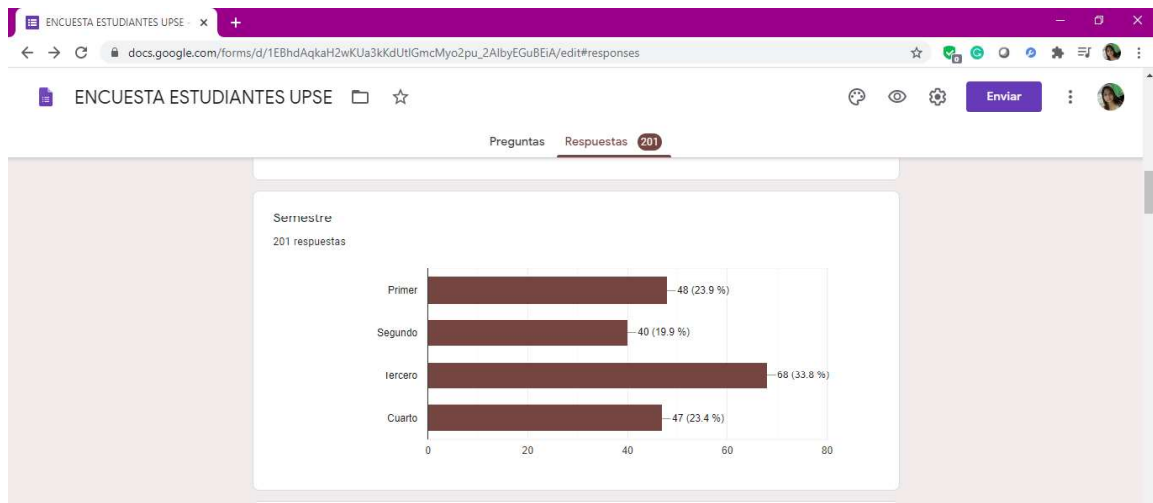 ENCUESTA ESTUDIANTES UPSE -
docs.google.com/forms/d/1EBhdAqkaH2wKUa3kKdUtlGmcMyo2pu_2AlbyEGuBEiA/edit#responses
0
ENCUESTA ESTUDIANTES UPSE
Enviar
Preguntas Respuestas 201
Semestre
201 respuestas
Primer 48 (23.9 %)
Segundo 40 (19.9 %)
Tercero 68 (33.8 %)
Cuarto 47 (23.4 %)
0 20 40 60 80